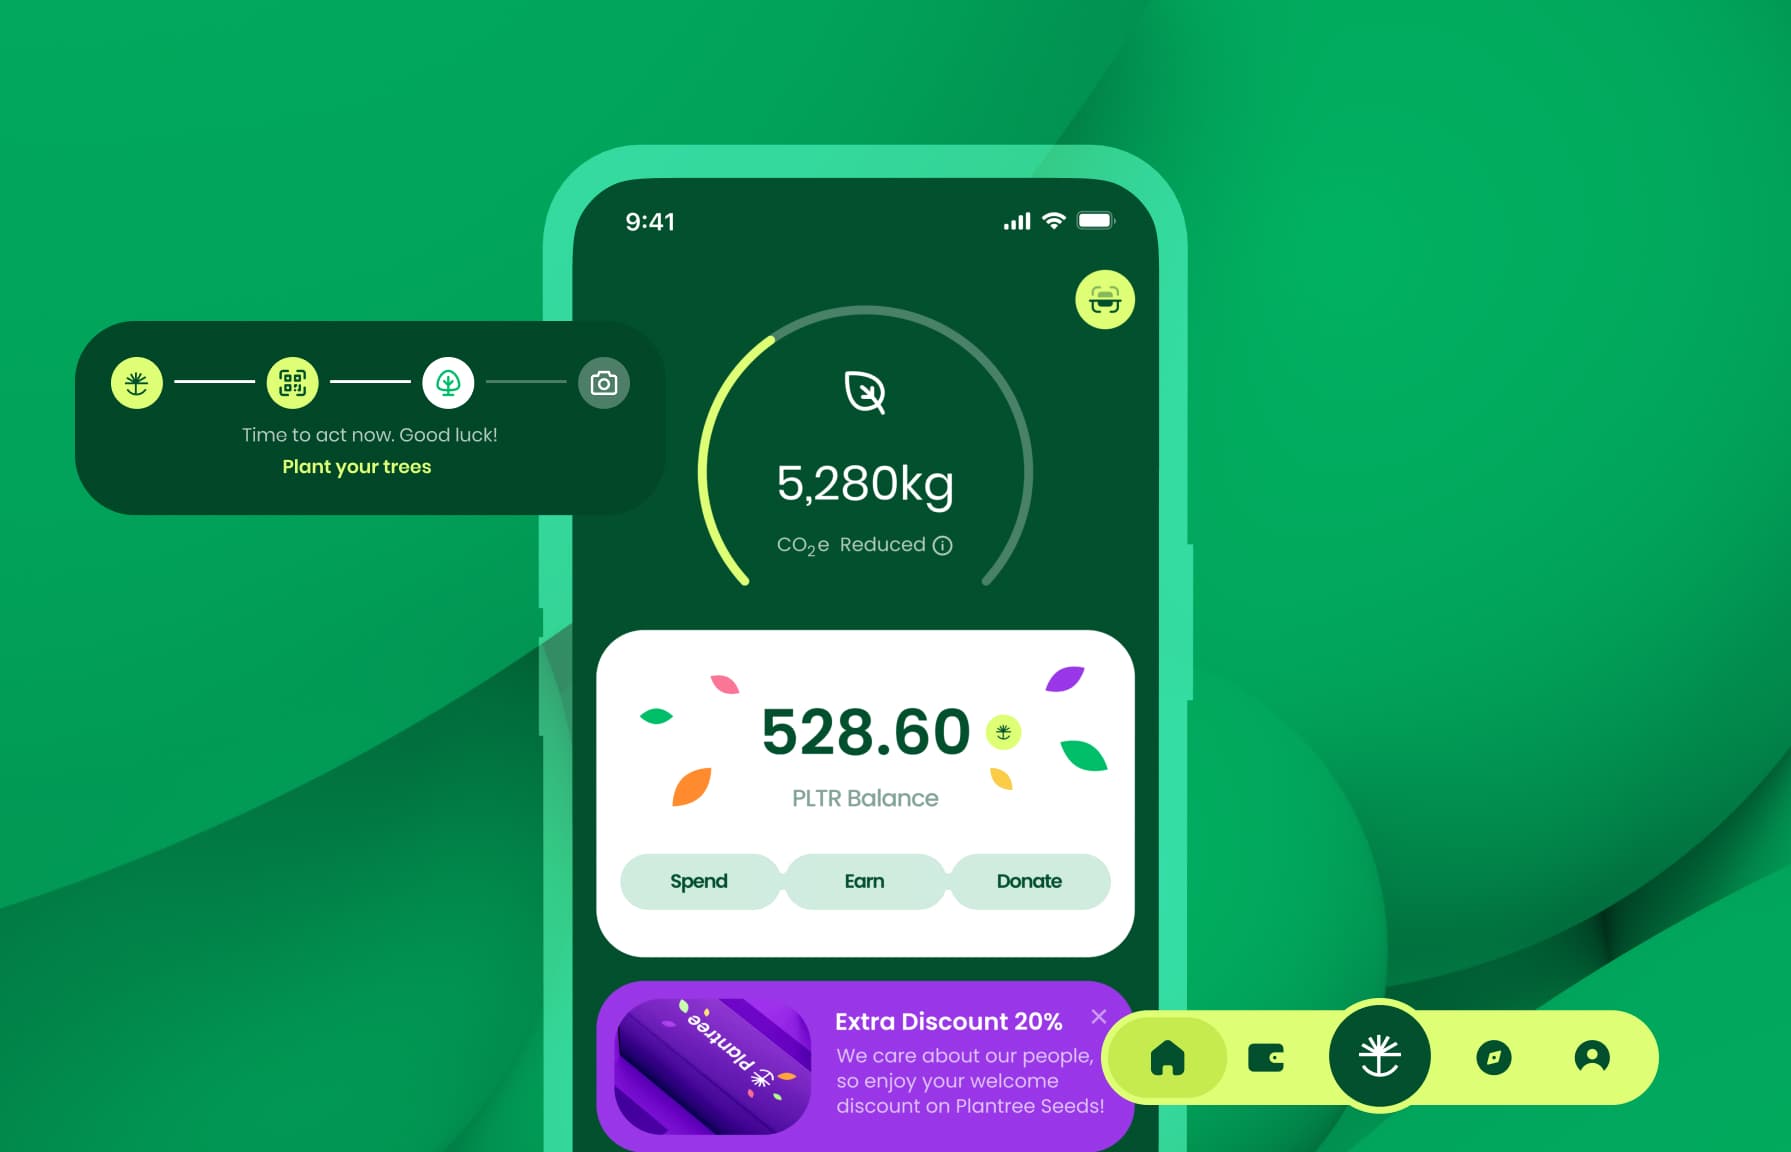 9:41
Time to act now. Good luck!
Plant your trees
5,280kg
CO₂e Reduced
528.60
PLTR Balance
Spend
Earn
Donate
Plantree
Extra Discount 20%
We care about our people,
so enjoy your welcome
discount on Plantree Seeds!